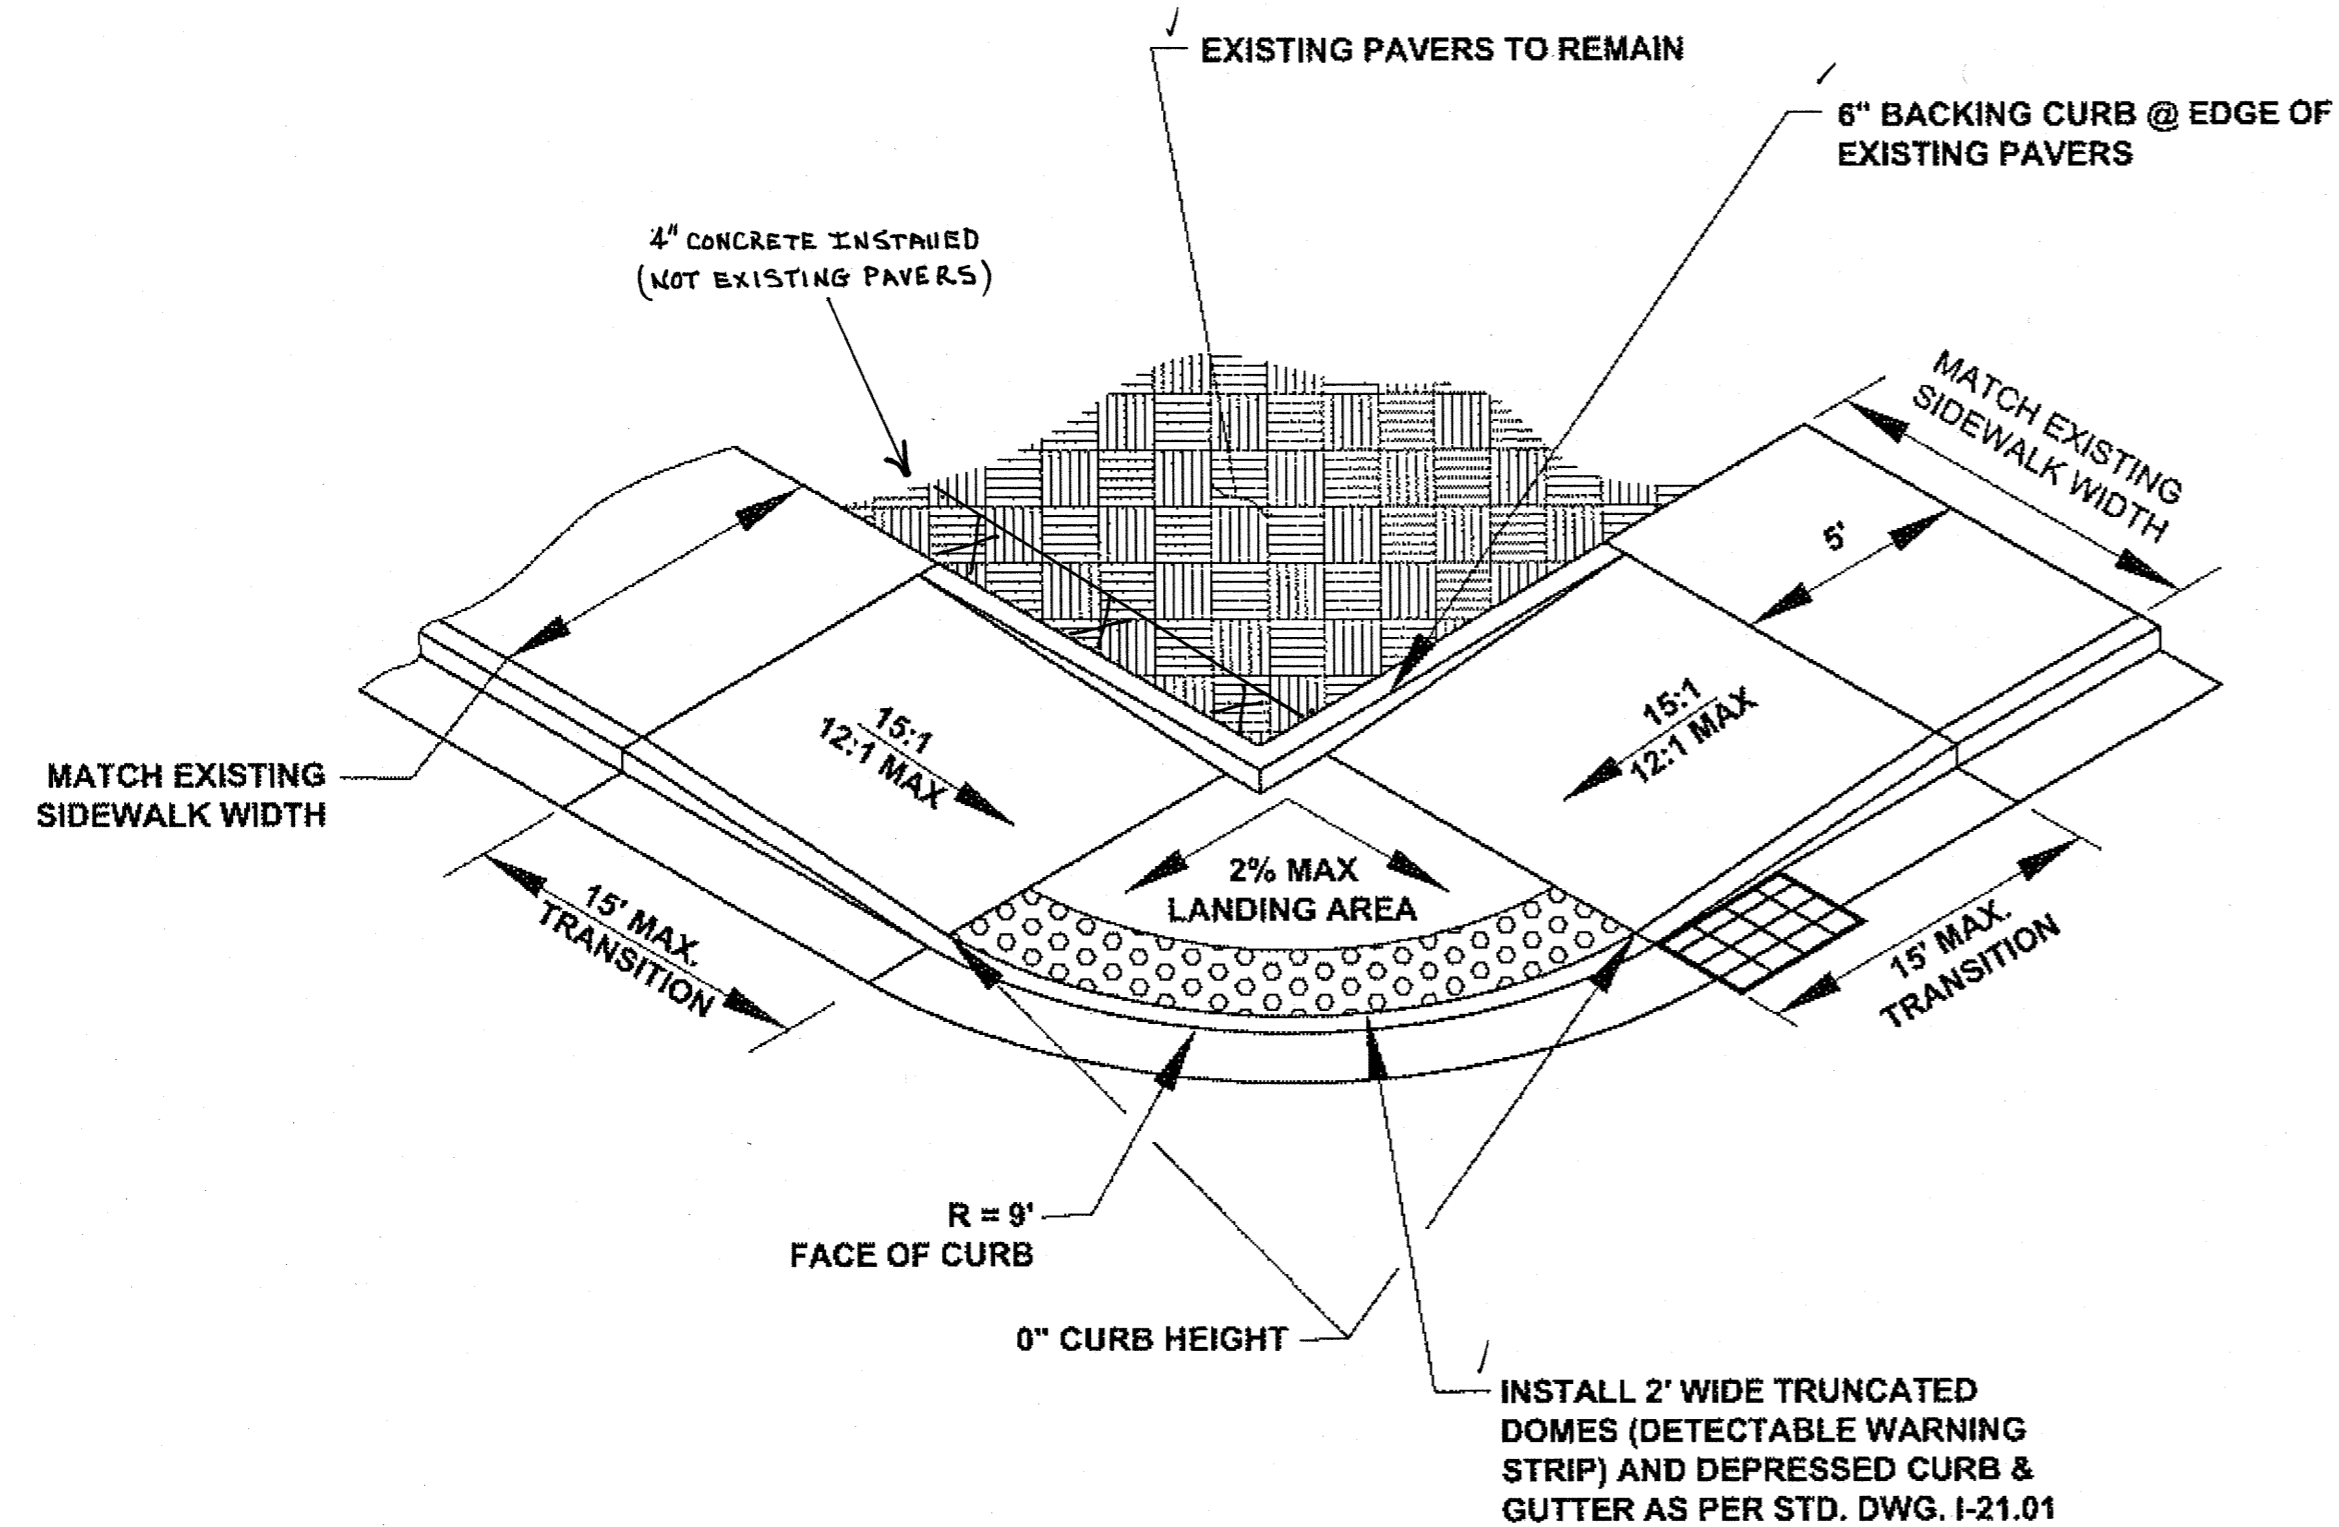 EXISTING PAVERS TO REMAIN
6" BACKING CURB @ EDGE OF
EXISTING PAVERS
4" CONCRETE INSTALLED
(NOT EXISTING PAVERS)
MATCH EXISTING
SIDEWALK WIDTH
5'
15:1
12:1 MAX
15:1
12:1 MAX
MATCH EXISTING
SIDEWALK WIDTH
2% MAX
LANDING AREA
15' MAX.
TRANSITION
15' MAX.
TRANSITION
R = 9'
FACE OF CURB
0" CURB HEIGHT
INSTALL 2' WIDE TRUNCATED
DOMES (DETECTABLE WARNING
STRIP) AND DEPRESSED CURB &
GUTTER AS PER STD. DWG. I-21.01